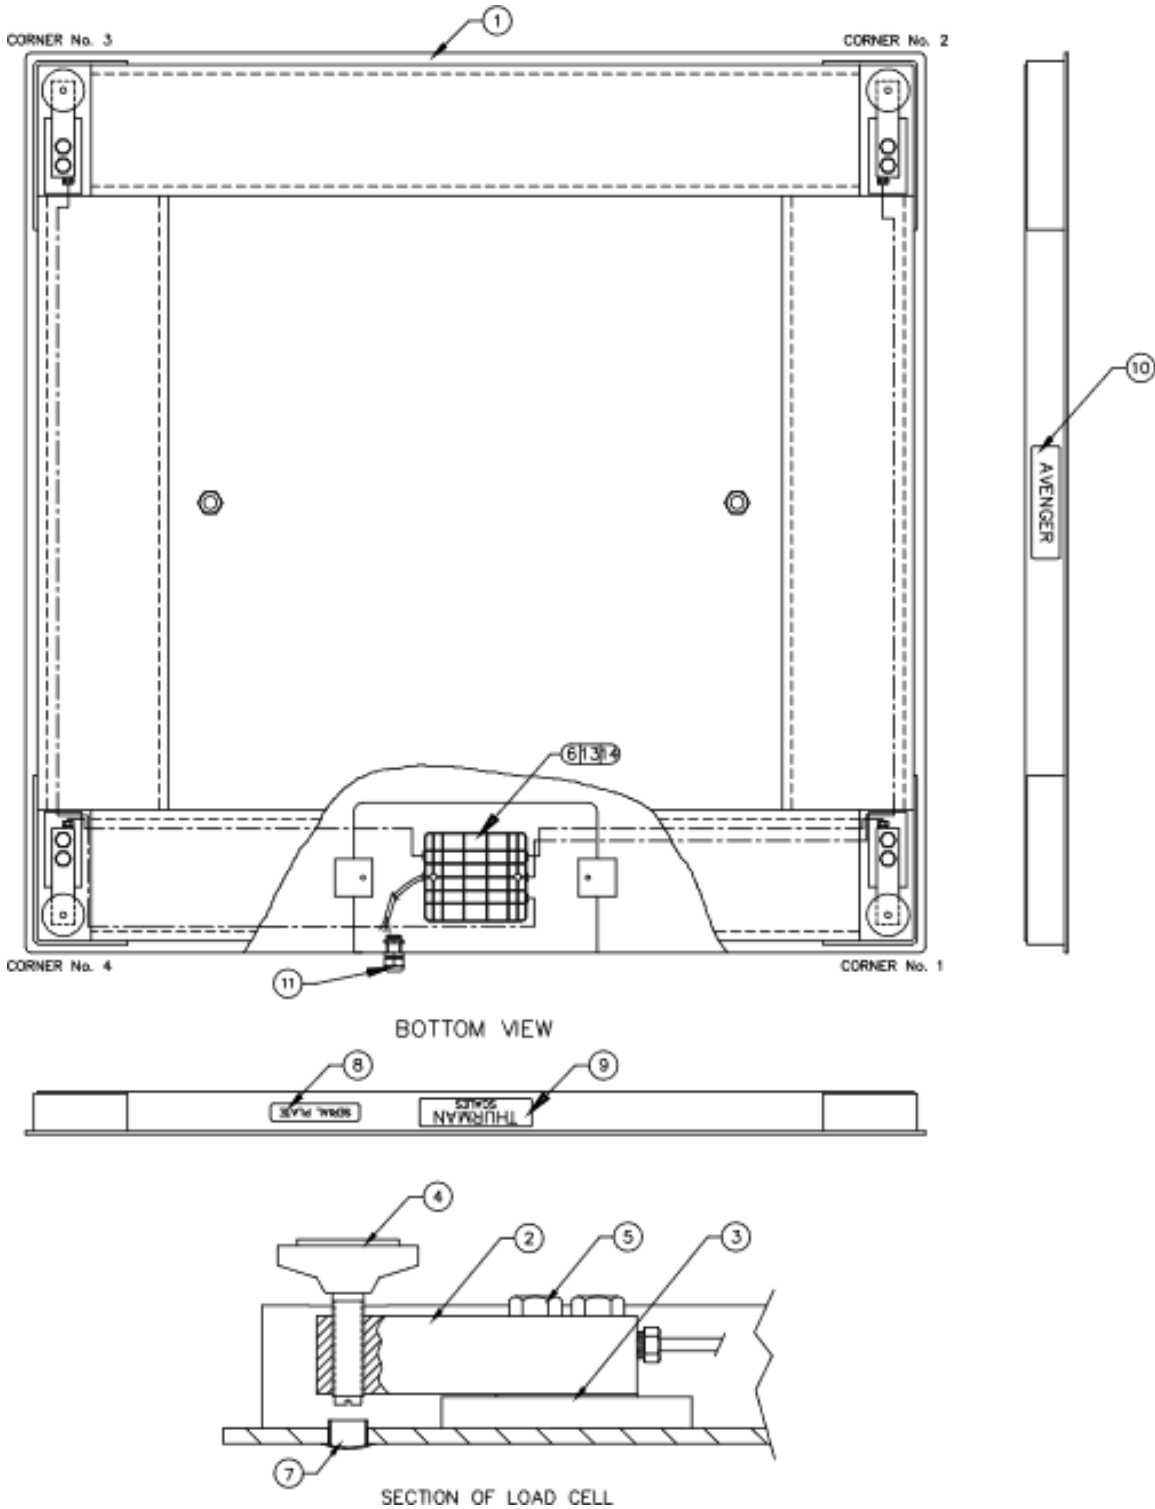 1
CORNER No. 3
CORNER No. 2
10
AVENGER
6 13 14
CORNER No. 4
CORNER No. 1
11
BOTTOM VIEW
8
9
SERIAL PLATE
THURMAN
SCALES
4
2
5
3
7
SECTION OF LOAD CELL